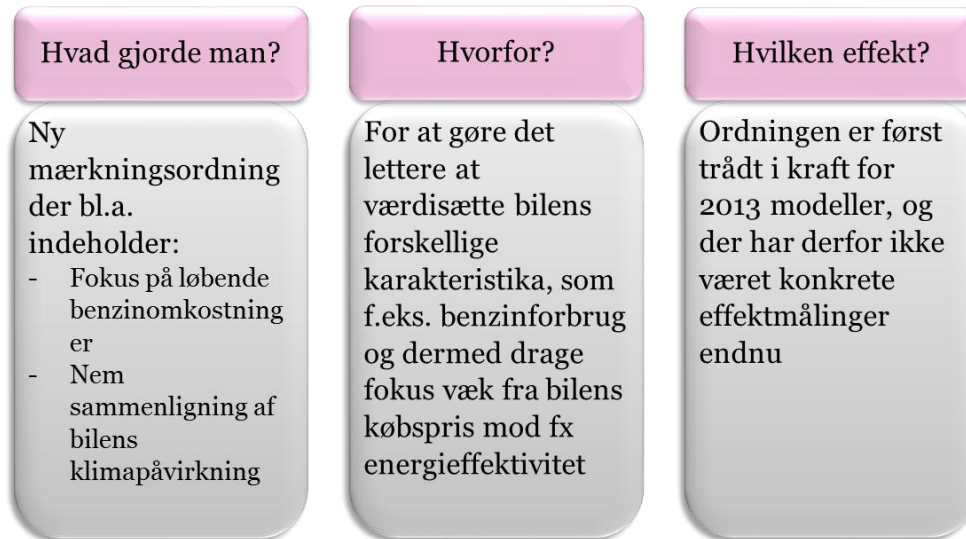 Hvad gjorde man?
Ny
mærkningsordning
der bl.a.
indeholder:
- Fokus på løbende
benzinomkostning
er
- Nem
sammenligning af
bilens
klimapåvirkning
Hvorfor?
For at gøre det
lettere at
værdisætte bilens
forskellige
karakteristika, som
f.eks. benzinforbrug
og dermed drage
fokus væk fra bilens
købspris mod fx
energieffektivitet
Hvilken effekt?
Ordningen er først
trådt i kraft for
2013 modeller, og
der har derfor ikke
været konkrete
effektmålinger
endnu